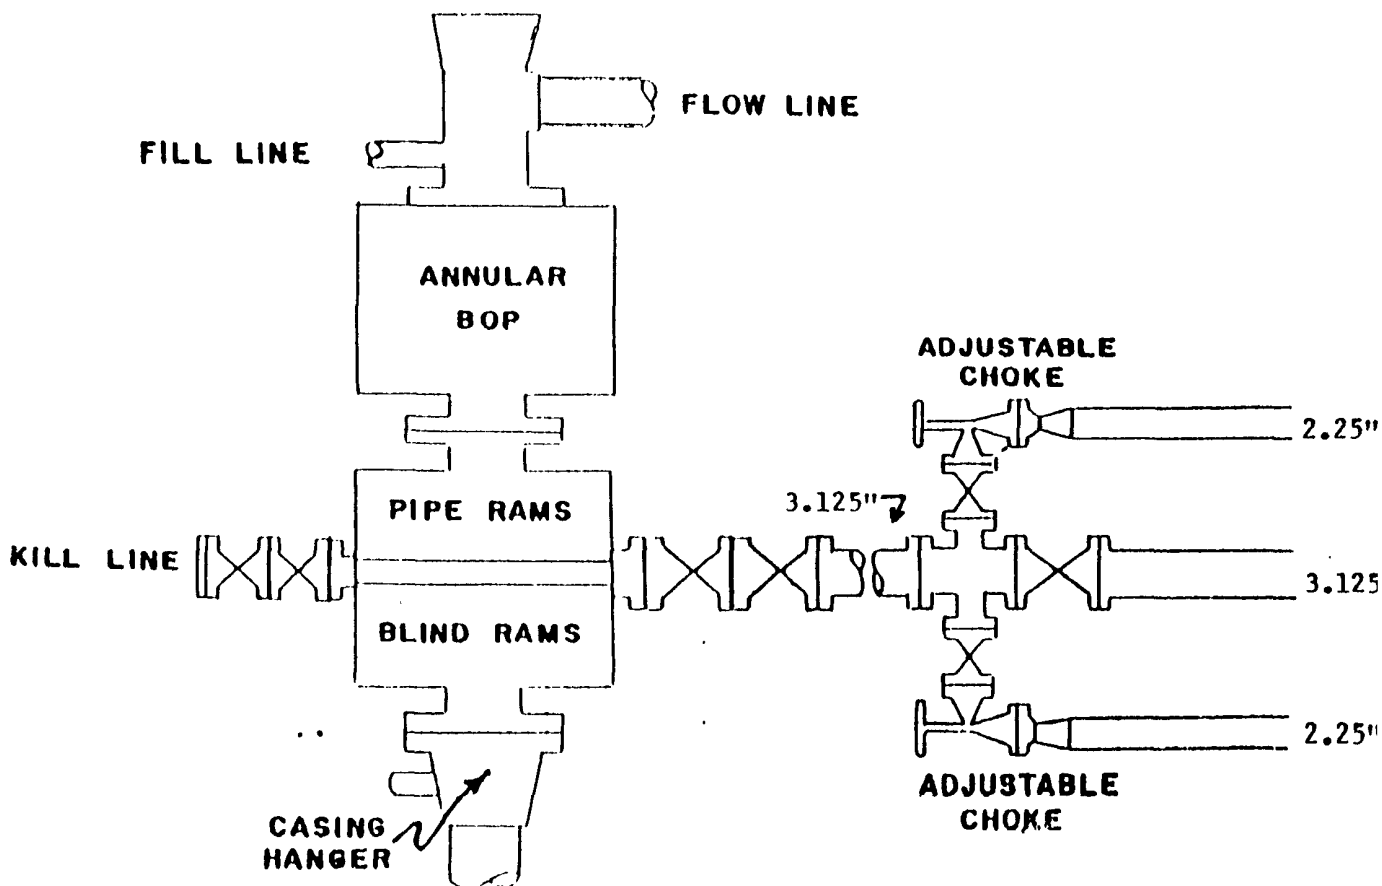 FLOW LINE
FILL LINE
ANNULAR
BOP
ADJUSTABLE
CHOKE
2.25"
PIPE RAMS
3.125"
KILL LINE
3.125
BLIND RAMS
2.25"
ADJUSTABLE
CHOKE
CASING
HANGER